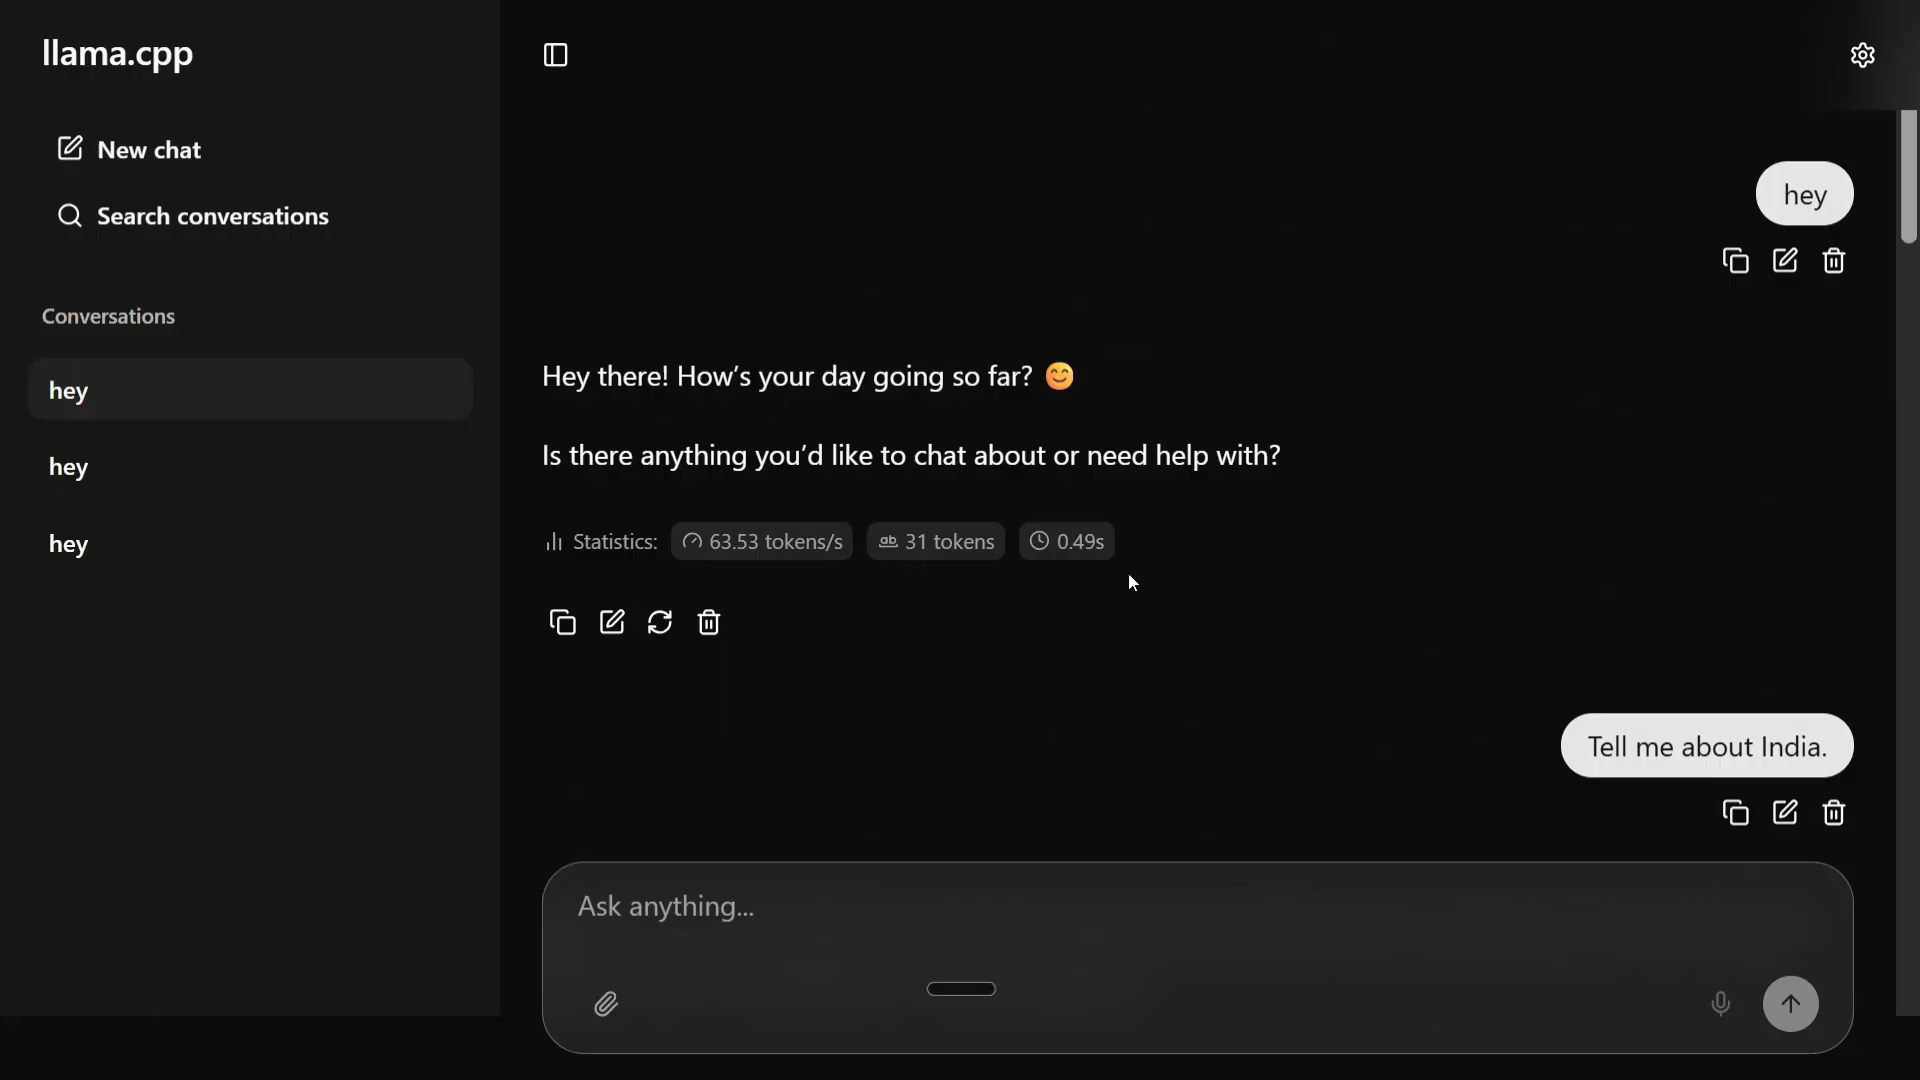 llama.cpp
New chat
Search conversations
Conversations
hey
hey
hey
hey
Hey there! How’s your day going so far? 😊
Is there anything you’d like to chat about or need help with?
Statistics: 63.53 tokens/s ab 31 tokens 0.49s
Tell me about India.
Ask anything...